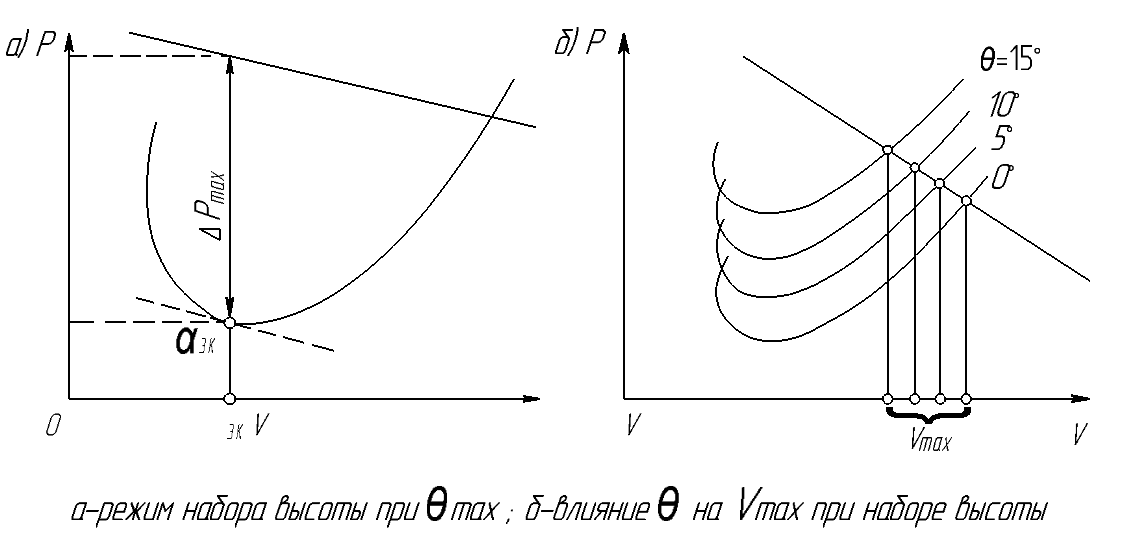 а) P
ΔPmax
αэк
0
эк V
б) P
θ=15°
10°
5°
0°
V
Vmax
V
а-режим набора высоты при θmax ; б-влияние θ на Vmax при наборе высоты